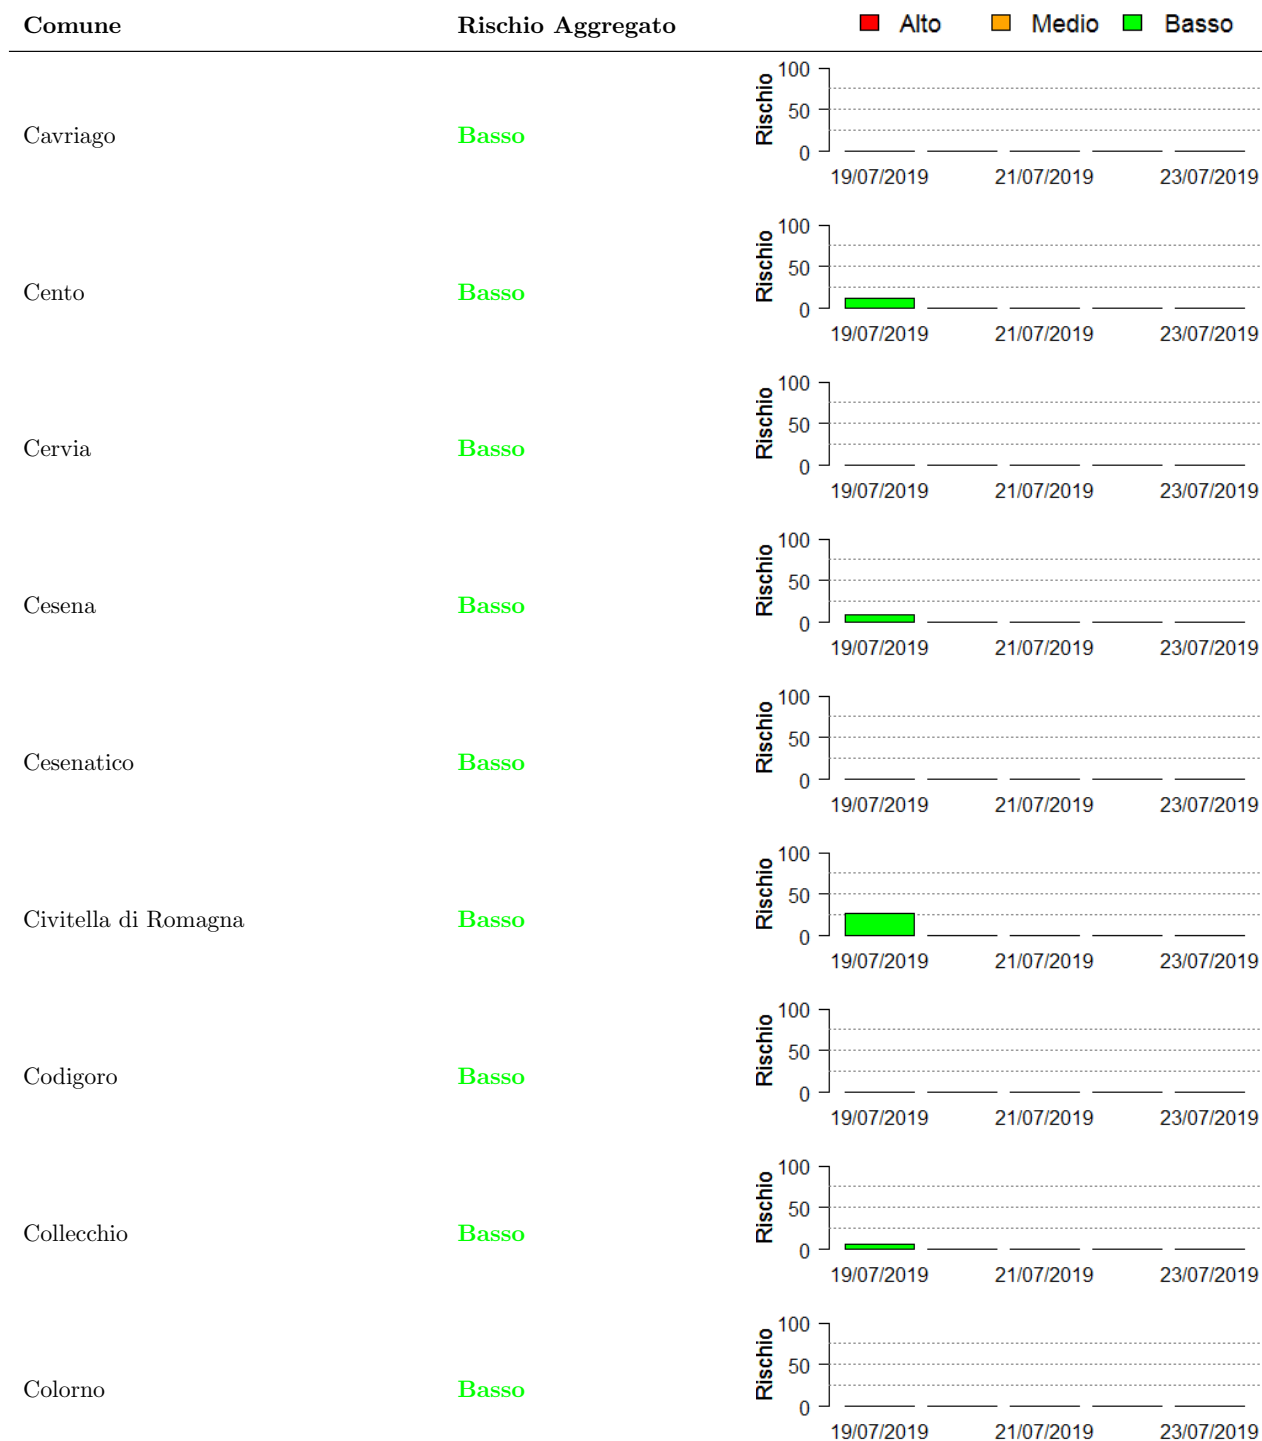 Comune Rischio Aggregato Alto Medio Basso
Cavriago Basso Rischio 100 50 0
19/07/2019 21/07/2019 23/07/2019
Cento Basso Rischio 100 50 0
19/07/2019 21/07/2019 23/07/2019
Cervia Basso Rischio 100 50 0
19/07/2019 21/07/2019 23/07/2019
Cesena Basso Rischio 100 50 0
19/07/2019 21/07/2019 23/07/2019
Cesenatico Basso Rischio 100 50 0
19/07/2019 21/07/2019 23/07/2019
Civitella di Romagna Basso Rischio 100 50 0
19/07/2019 21/07/2019 23/07/2019
Codigoro Basso Rischio 100 50 0
19/07/2019 21/07/2019 23/07/2019
Collecchio Basso Rischio 100 50 0
19/07/2019 21/07/2019 23/07/2019
Colorno Basso Rischio 100 50 0
19/07/2019 21/07/2019 23/07/2019